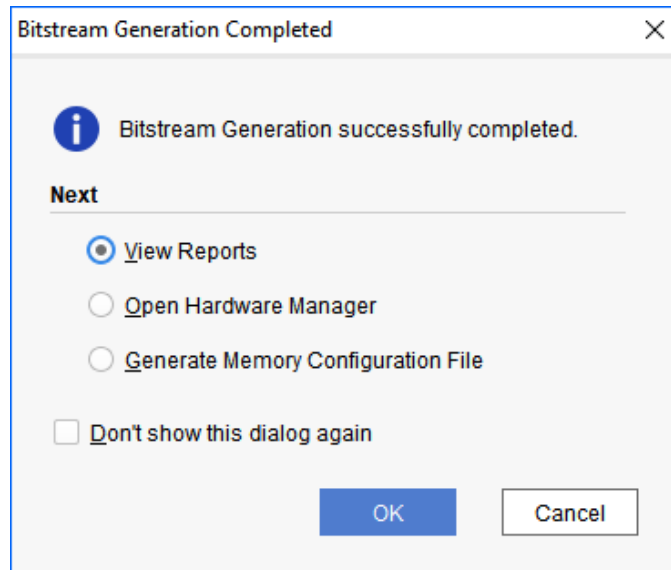 Bitstream Generation Completed
Bitstream Generation successfully completed.
Next
View Reports
Open Hardware Manager
Generate Memory Configuration File
Don't show this dialog again
OK
Cancel